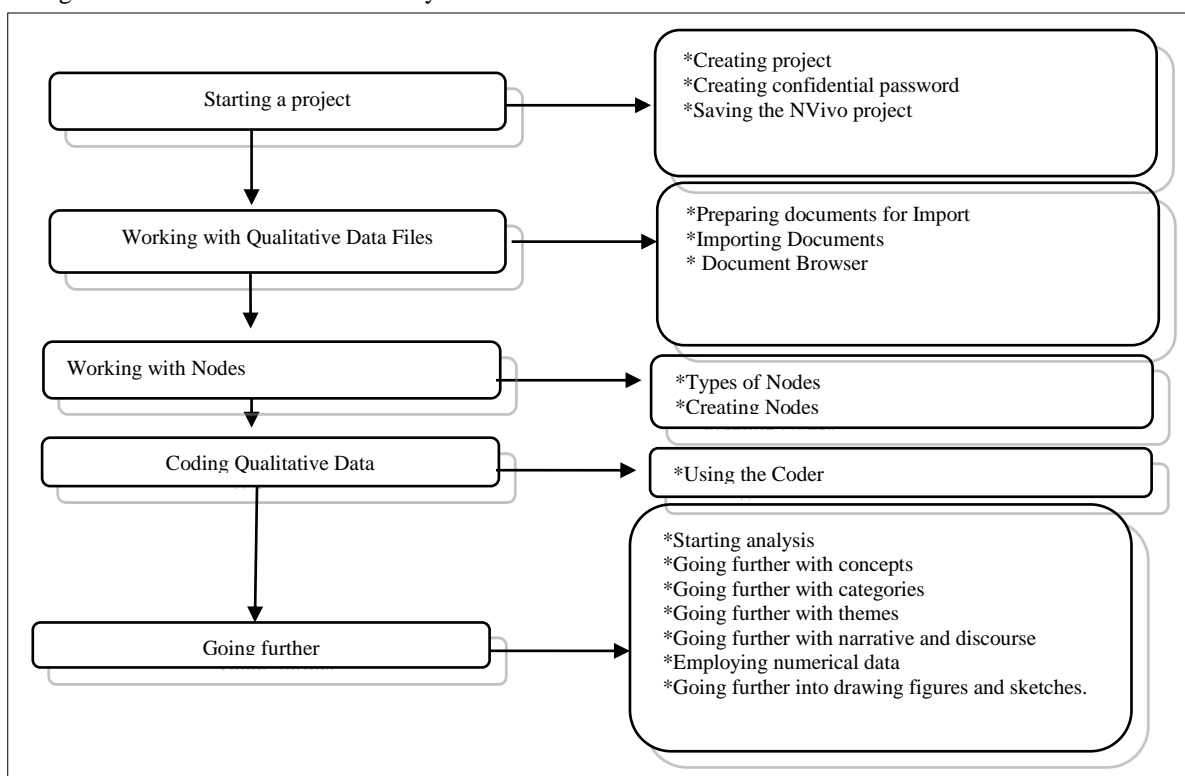 Starting a project
*Creating project
*Creating confidential password
*Saving the NVivo project
Working with Qualitative Data Files
*Preparing documents for Import
*Importing Documents
* Document Browser
Working with Nodes
*Types of Nodes
*Creating Nodes
Coding Qualitative Data
*Using the Coder
Going further
*Starting analysis
*Going further with concepts
*Going further with categories
*Going further with themes
*Going further with narrative and discourse
*Employing numerical data
*Going further into drawing figures and sketches.